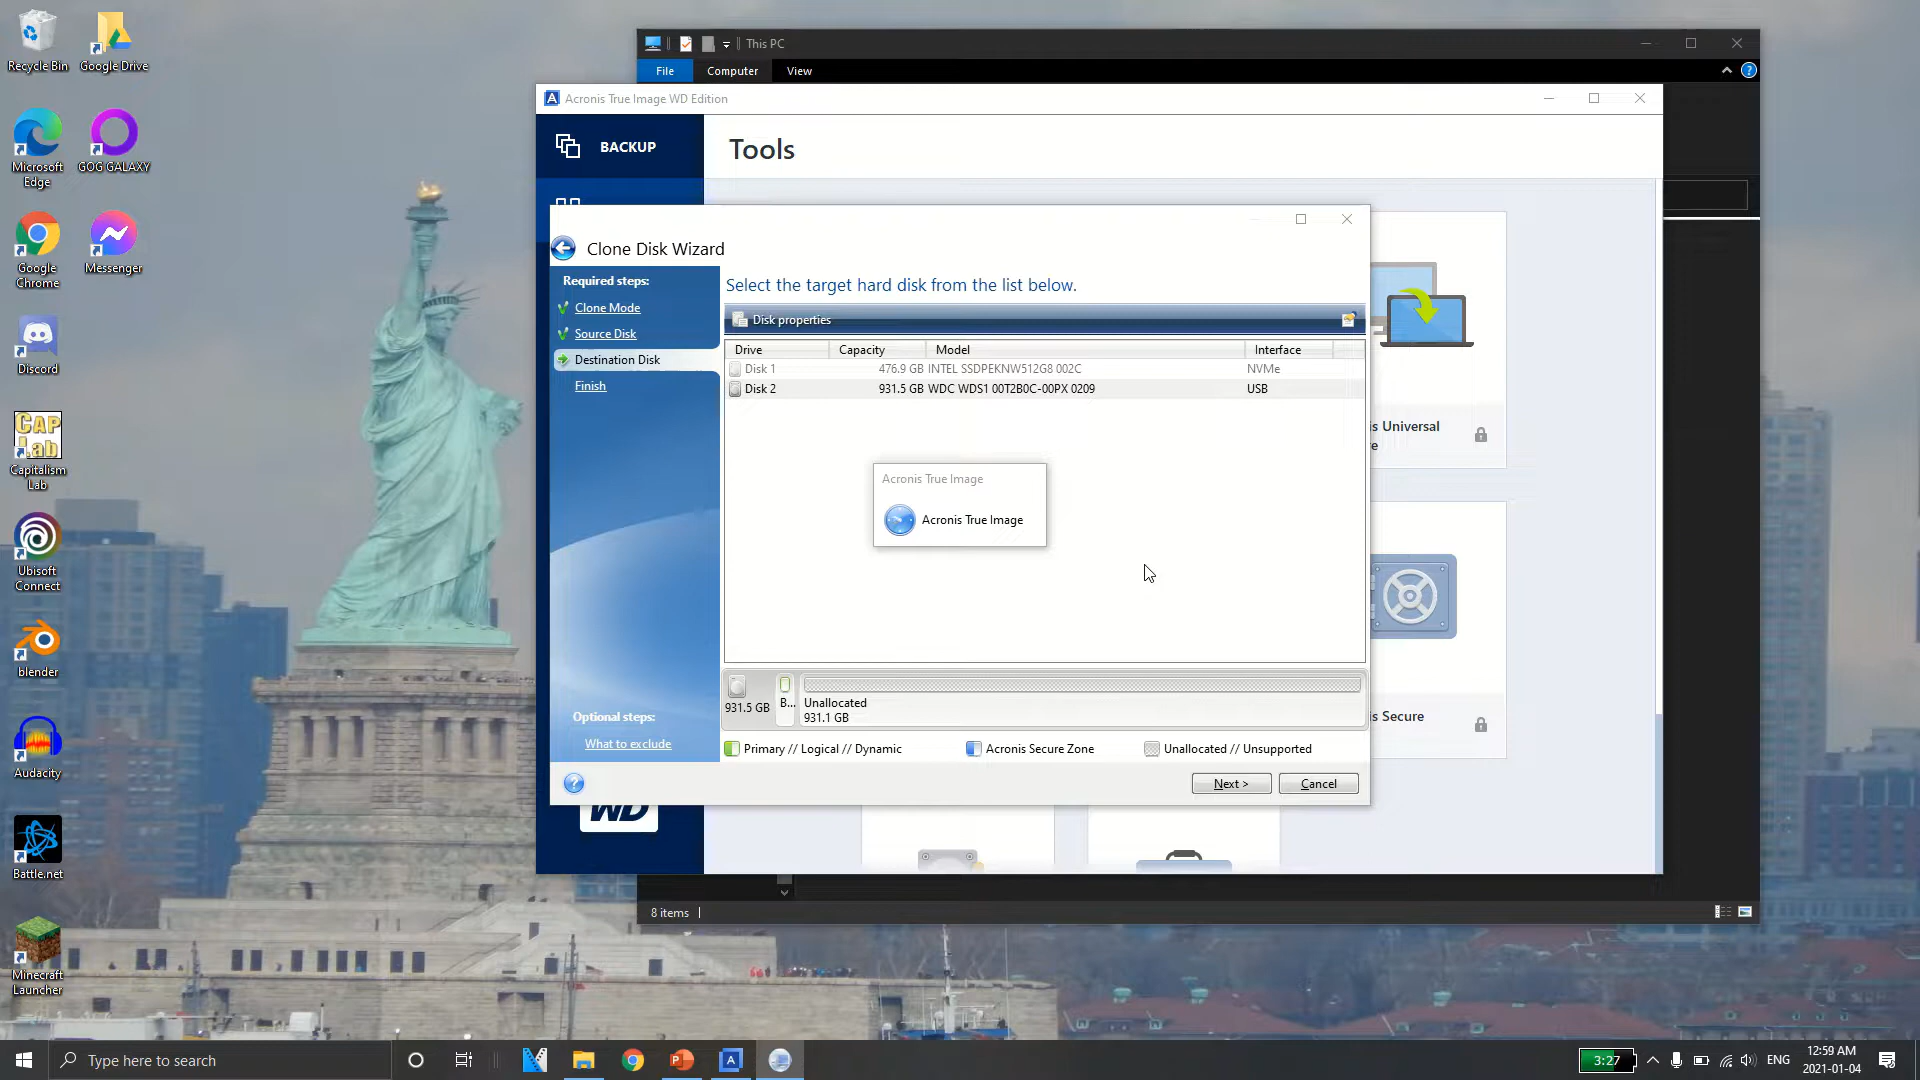 Recycle Bin
Google Drive
Microsoft
Edge
GOG GALAXY
Google
Chrome
Messenger
Discord
CAP
Lab
Capitalism
Lab
Ubisoft
Connect
blender
Audacity
Battle.net
Minecraft
Launcher
This PC
File
Computer
View
Acronis True Image WD Edition
BACKUP
Tools
Clone Disk Wizard
Required steps:
Clone Mode
Source Disk
Destination Disk
Finish
Optional steps:
What to exclude
Select the target hard disk from the list below.
Disk properties
Drive Capacity Model Interface
Disk 1 476.9 GB INTEL SSDPEKNW512G8 002C NVMe
Disk 2 931.5 GB WDC WDS1 00T2B0C-00PX 0209 USB
Acronis True Image
Acronis True Image
931.5 GB
B...
Unallocated
931.1 GB
Primary // Logical // Dynamic
Acronis Secure Zone
Unallocated // Unsupported
Next >
Cancel
is Universal
e
is Secure
WD
8 items
Type here to search
3:27
ENG
12:59 AM
2021-01-04